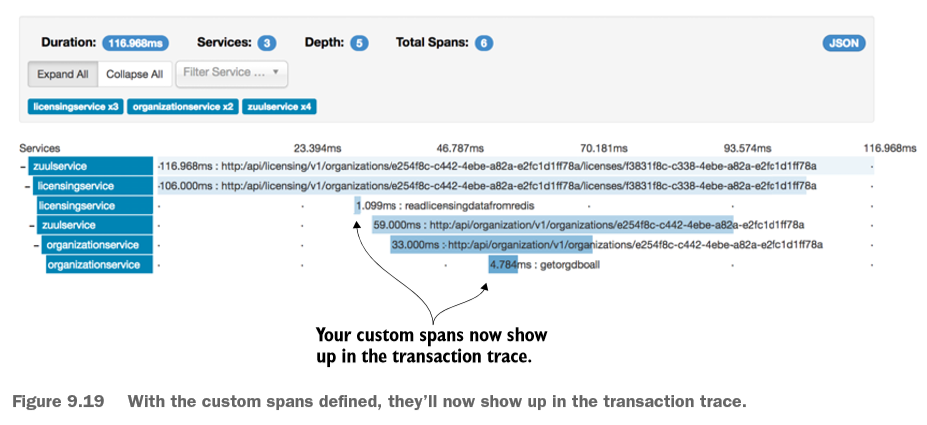 Duration: 116.968ms Services: 3 Depth: 5 Total Spans: 6 JSON
Expand All Collapse All Filter Service ...
licensingservice x3 organizationservice x2 zuulservice x4
Services 23.394ms 46.787ms 70.181ms 93.574ms 116.968ms
– zuulservice ·116.968ms : http:/api/licensing/v1/organizations/e254f8c-c442-4ebe-a82a-e2fc1d1ff78a/licenses/f3831f8c-c338-4ebe-a82a-e2fc1d1ff78a
– licensingservice ·106.000ms : http:/api/licensing/v1/organizations/e254f8c-c442-4ebe-a82a-e2fc1d1ff78a/licenses/f3831f8c-c338-4ebe-a82a-e2fc1d1ff78a
licensingservice 1.099ms : readlicensingdatafromredis
– zuulservice 59.000ms : http:/api/organization/v1/organizations/e254f8c-c442-4ebe-a82a-e2fc1d1ff78a
– organizationservice 33.000ms : http:/api/organization/v1/organizations/e254f8c-c442-4ebe-a82a-e2fc1d1ff78a
organizationservice 4.784ms : getorgdboall
Your custom spans now show
up in the transaction trace.
Figure 9.19 With the custom spans defined, they'll now show up in the transaction trace.